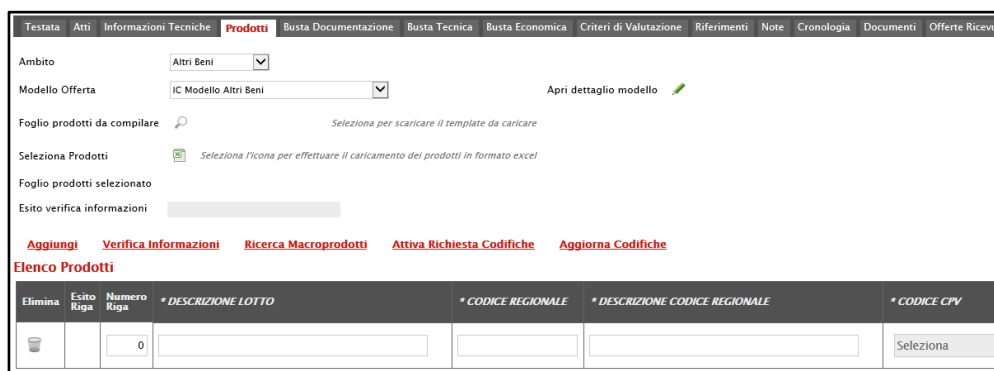 Testata Atti Informazioni Tecniche Prodotti Busta Documentazione Busta Tecnica Busta Economica Criteri di Valutazione Riferimenti Note Cronologia Documenti Offerte Ricevu
Ambito Altri Beni
Modello Offerta IC Modello Altri Beni Apri dettaglio modello
Foglio prodotti da compilare Seleziona per scaricare il template da caricare
Seleziona Prodotti Seleziona l'icona per effettuare il caricamento dei prodotti in formato excel
Foglio prodotti selezionato
Esito verifica informazioni
Aggiungi Verifica Informazioni Ricerca Macroprodotti Attiva Richiesta Codifiche Aggiorna Codifiche
Elenco Prodotti
Elimina Esito Riga Numero Riga * DESCRIZIONE LOTTO * CODICE REGIONALE * DESCRIZIONE CODICE REGIONALE * CODICE CPV
0 Seleziona